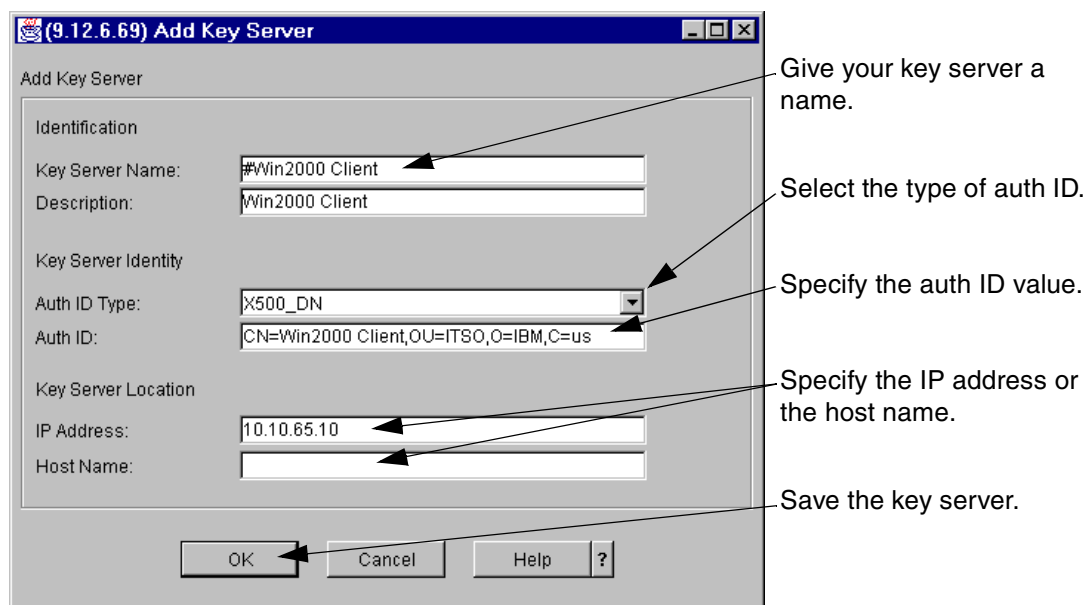 (9.12.6.69) Add Key Server
Add Key Server
Give your key server a
name.
Identification
Key Server Name: #Win2000 Client
Description: Win2000 Client
Select the type of auth ID.
Key Server Identity
Auth ID Type: X500_DN
Specify the auth ID value.
Auth ID: CN=Win2000 Client,OU=ITSO,O=IBM,C=us
Key Server Location
Specify the IP address or
the host name.
IP Address: 10.10.65.10
Host Name:
Save the key server.
OK Cancel Help ?